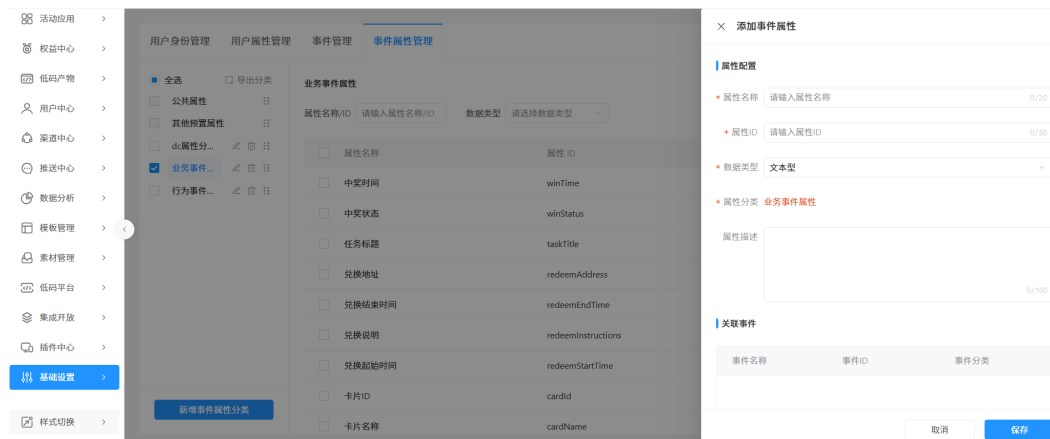 活动应用
权益中心
低码产物
用户中心
渠道中心
推送中心
数据分析
模板管理
素材管理
低码平台
集成开放
插件中心
基础设置
样式切换
用户身份管理 用户属性管理 事件管理 事件属性管理
全选 导出分类
公共属性
其他预置属性
dc属性分...
业务事件...
行为事件...
新增事件属性分类
业务事件属性
属性名称/ID 请输入属性名称/ID 数据类型 请选择数据类型
属性名称 属性 ID
中奖时间 winTime
中奖状态 winStatus
任务标题 taskTitle
兑换地址 redeemAddress
兑换结束时间 redeemEndTime
兑换说明 redeemInstructions
兑换起始时间 redeemStartTime
卡片ID cardId
卡片名称 cardName
添加事件属性
属性配置
* 属性名称 请输入属性名称 0/20
* 属性ID 请输入属性ID 0/30
* 数据类型 文本型
* 属性分类 业务事件属性
属性描述
0/100
关联事件
事件名称 事件ID 事件分类
取消 保存